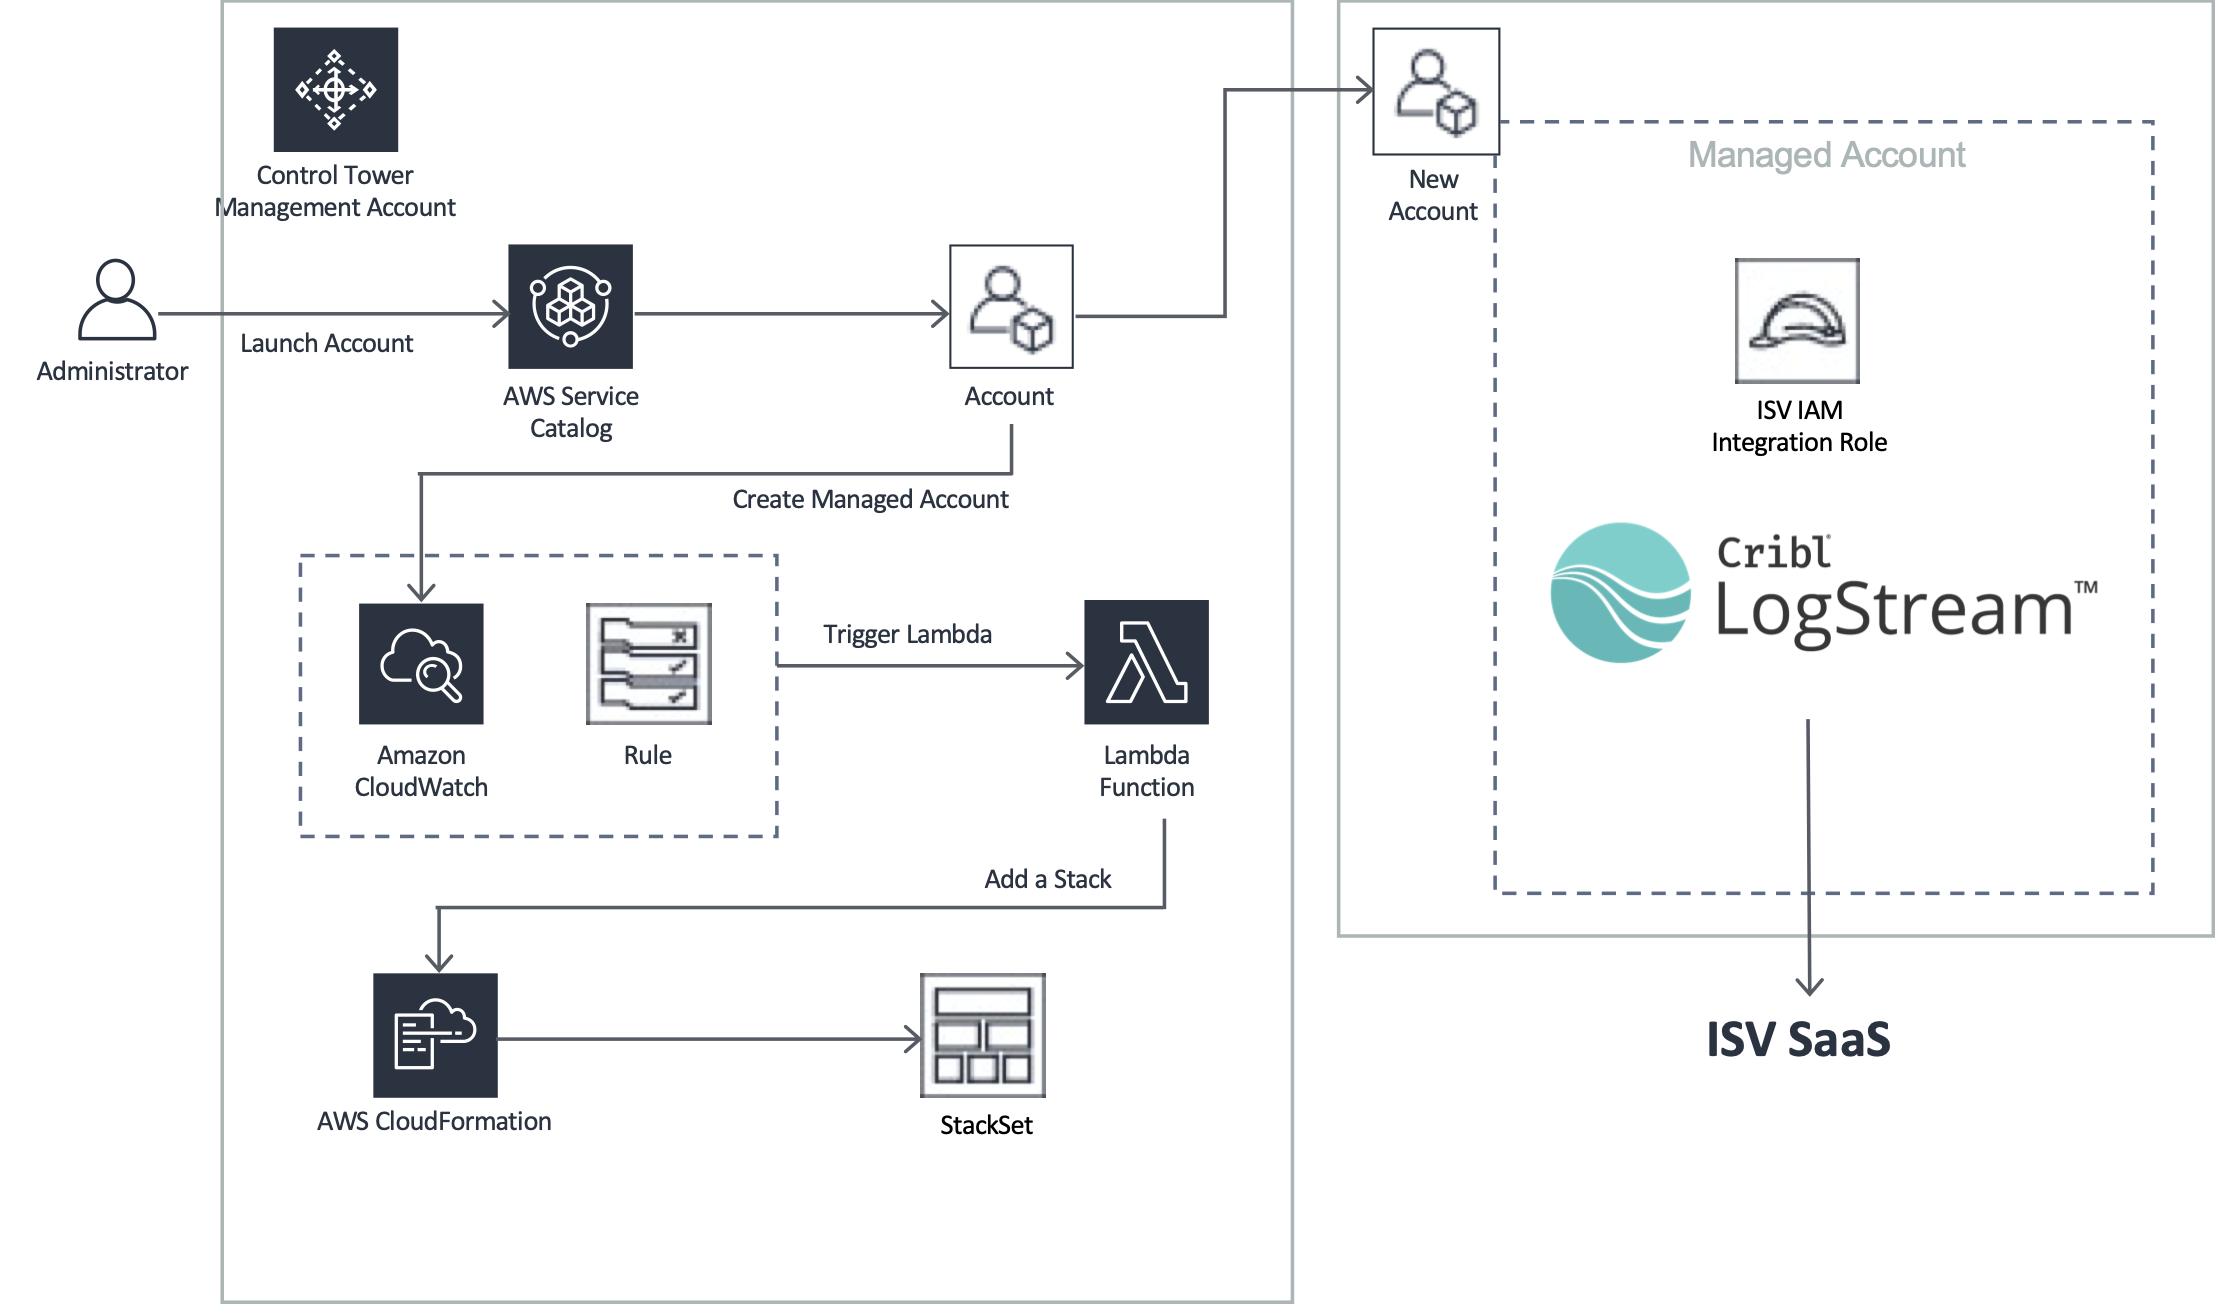 Control Tower
Management Account
Administrator
Launch Account
AWS Service
Catalog
Account
Create Managed Account
Amazon
CloudWatch
Rule
Trigger Lambda
Lambda
Function
Add a Stack
AWS CloudFormation
StackSet
New
Account
Managed Account
ISV IAM
Integration Role
Cribl®
LogStream™
ISV SaaS